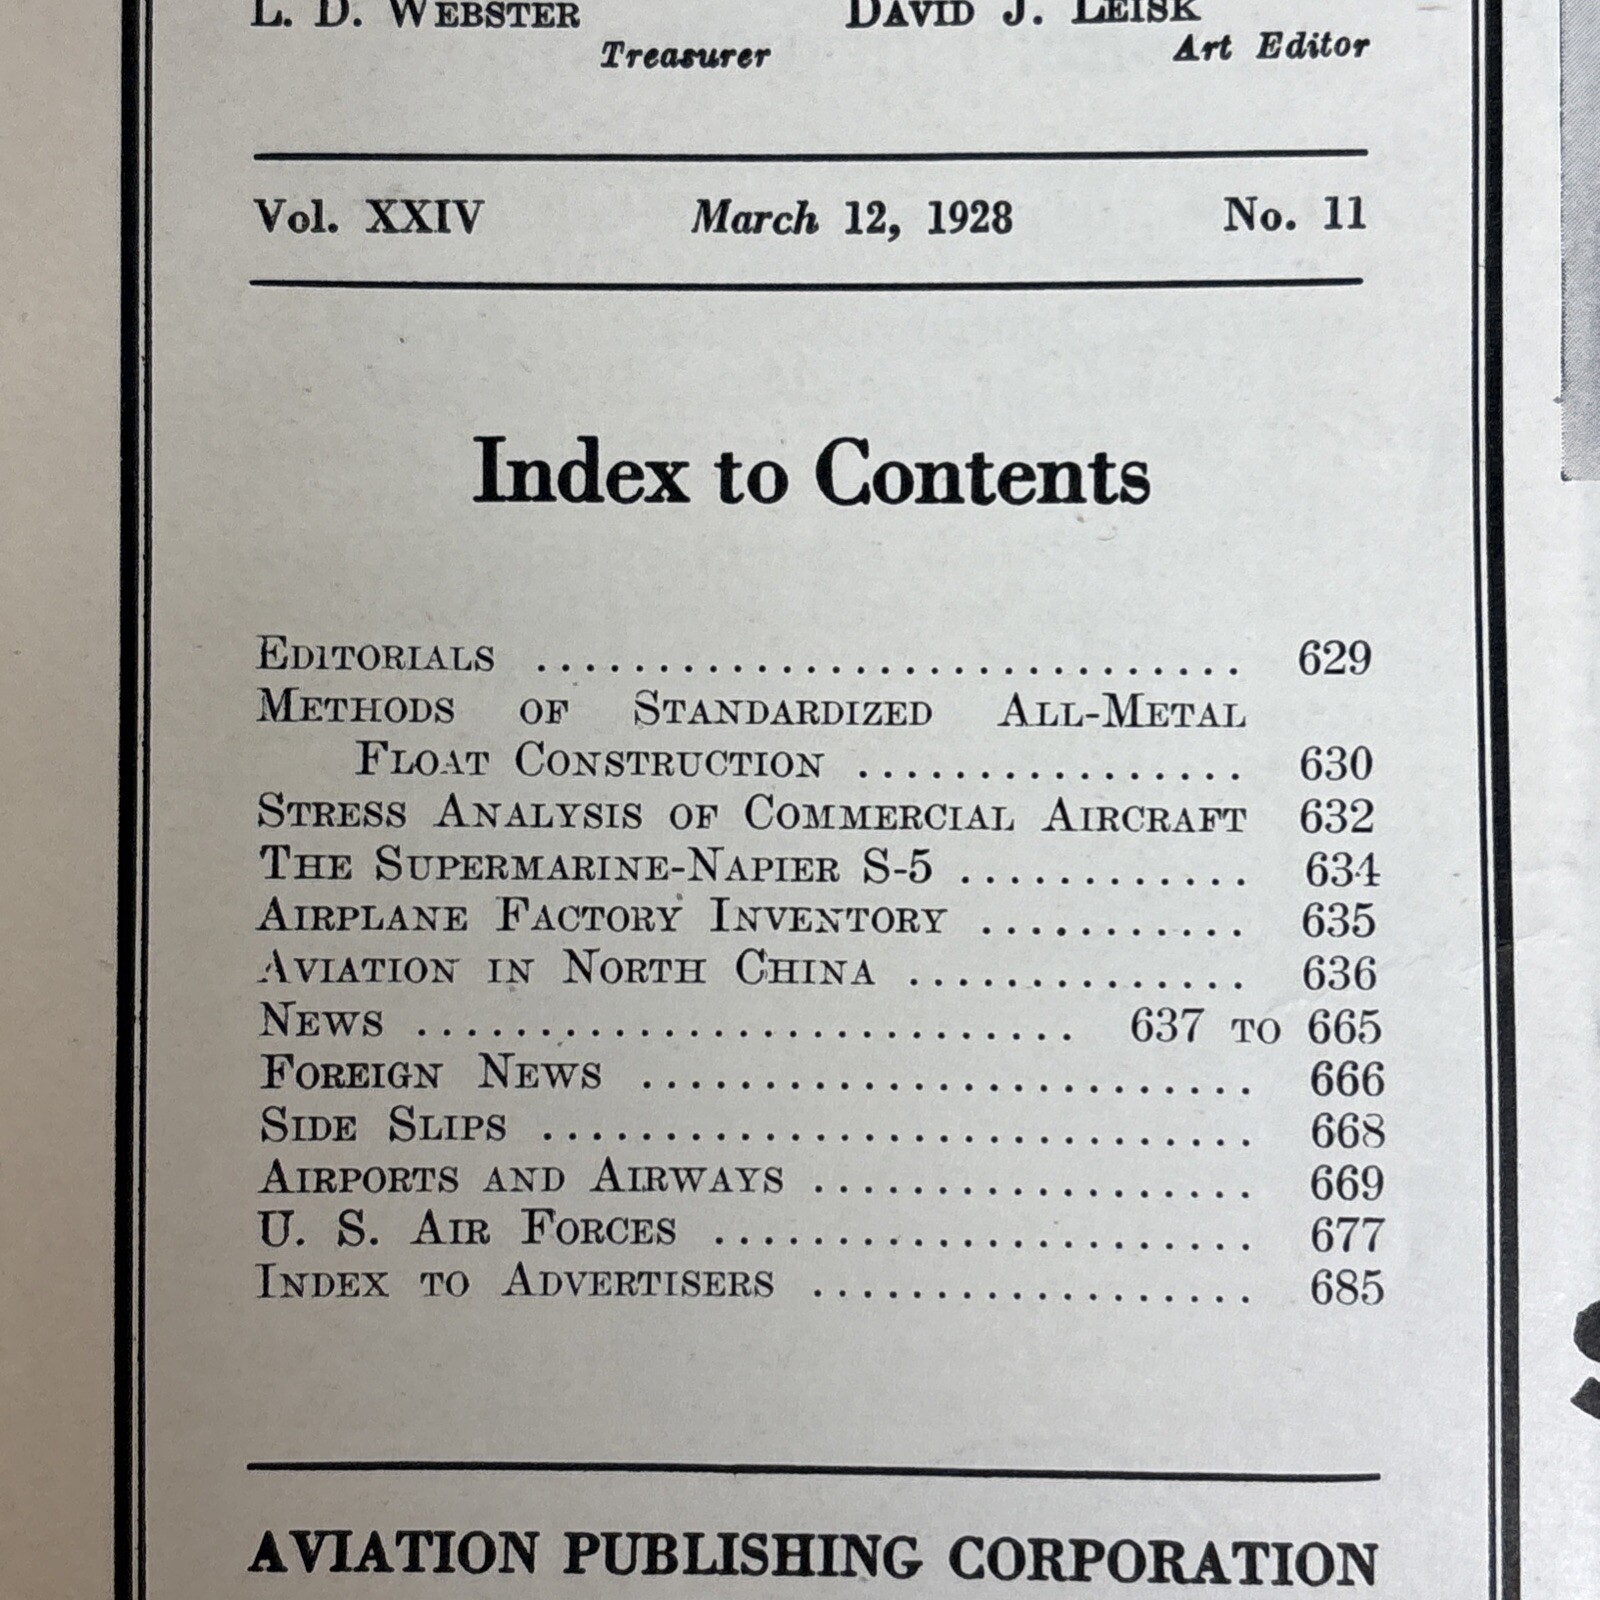 L. D. WEBSTER DAVID J. LEISK
Treasurer Art Editor
Vol. XXIV March 12, 1928 No. 11
Index to Contents
EDITORIALS .............................. 629
METHODS OF STANDARDIZED ALL-METAL
FLOAT CONSTRUCTION ................ 630
STRESS ANALYSIS OF COMMERCIAL AIRCRAFT 632
THE SUPERMARINE-NAPIER S-5 ............ 634
AIRPLANE FACTORY INVENTORY ........... 635
AVIATION IN NORTH CHINA .............. 636
NEWS ............................ 637 TO 665
FOREIGN NEWS .......................... 666
SIDE SLIPS .............................. 668
AIRPORTS AND AIRWAYS ................... 669
U. S. AIR FORCES ....................... 677
INDEX TO ADVERTISERS ................... 685
AVIATION PUBLISHING CORPORATION